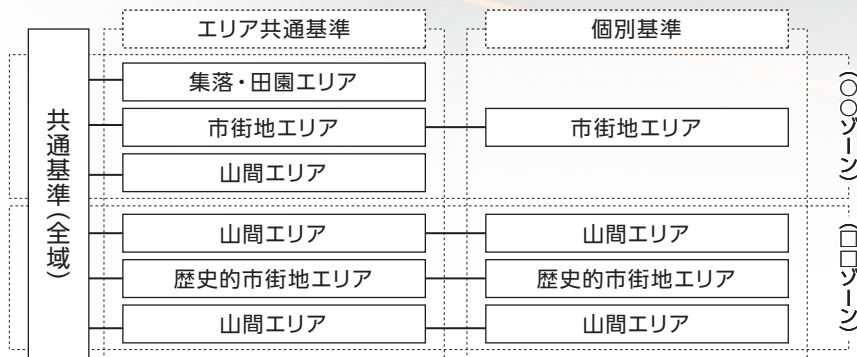 エリア共通基準
個別基準
共通基準(全域)
集落・田園エリア
市街地エリア
市街地エリア
山間エリア
(○○ゾーン)
山間エリア
山間エリア
歴史的市街地エリア
歴史的市街地エリア
山間エリア
山間エリア
(□□ゾーン)